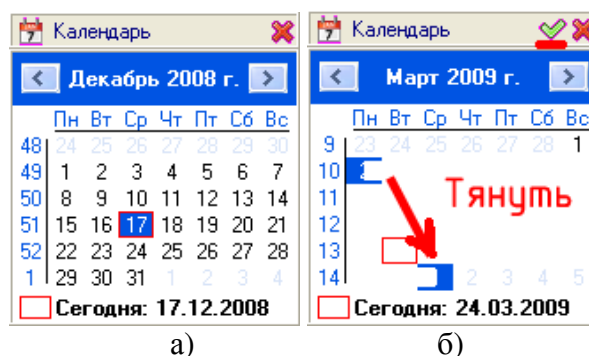 Календарь
Декабрь 2008 г.
Пн Вт Ср Чт Пт Сб Вс
48 24 25 26 27 28 29 30
49 1 2 3 4 5 6 7
50 8 9 10 11 12 13 14
51 15 16 17 18 19 20 21
52 22 23 24 25 26 27 28
1 29 30 31 1 2 3 4
Сегодня: 17.12.2008
а)
Календарь
Март 2009 г.
Пн Вт Ср Чт Пт Сб Вс
9 23 24 25 26 27 28 1
10
11 Тянуть
12
13
14 2 3 4 5
Сегодня: 24.03.2009
б)